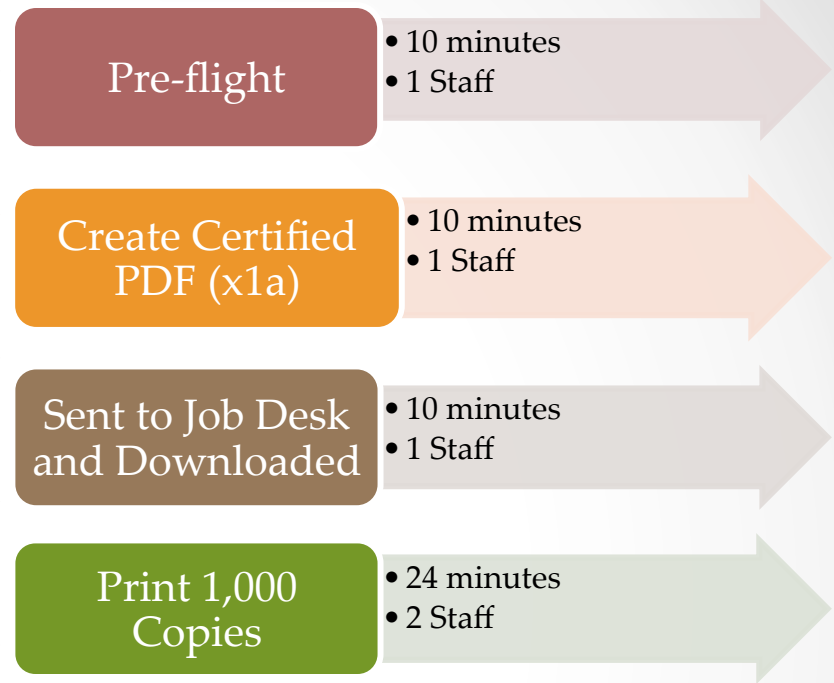 Pre-flight
• 10 minutes
• 1 Staff
Create Certified
PDF (x1a)
• 10 minutes
• 1 Staff
Sent to Job Desk
and Downloaded
• 10 minutes
• 1 Staff
Print 1,000
Copies
• 24 minutes
• 2 Staff